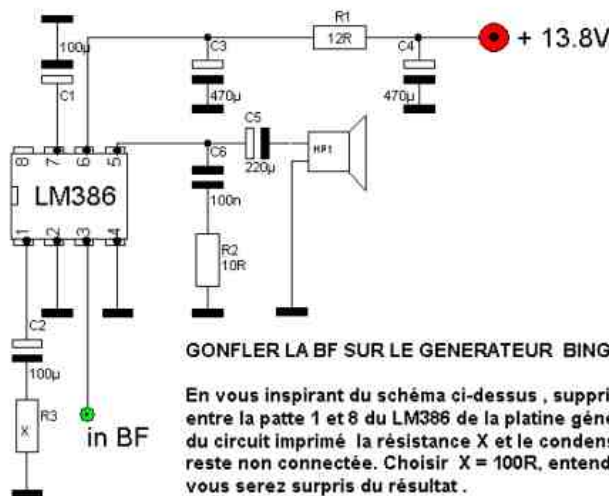 R1
12R
+ 13.8V
100µ
C3
C4
470µ
470µ
C1
C5
HP1
220µ
C6
100n
8 7 6 5
LM386
1 2 3 4
R2
10R
C2
100µ
R3
X
in BF
GONFLER LA BF SUR LE GENERATEUR BING
En vous inspirant du schéma ci-dessus , suppri
entre la patte 1 et 8 du LM386 de la platine géné
du circuit imprimé la résistance X et le condens
reste non connectée. Choisir X = 100R, entend
vous serez surpris du résultat .